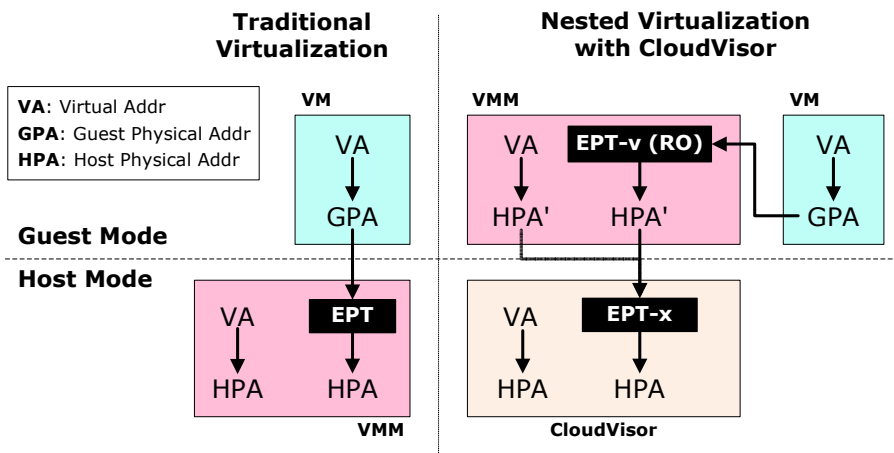 Traditional
Virtualization
Nested Virtualization
with CloudVisor
VA: Virtual Addr
GPA: Guest Physical Addr
HPA: Host Physical Addr
VM
VA
GPA
VMM
VA
EPT-v (RO)
HPA'
HPA'
VM
VA
GPA
Guest Mode
Host Mode
VA
EPT
HPA
HPA
VMM
VA
EPT-x
HPA
HPA
CloudVisor